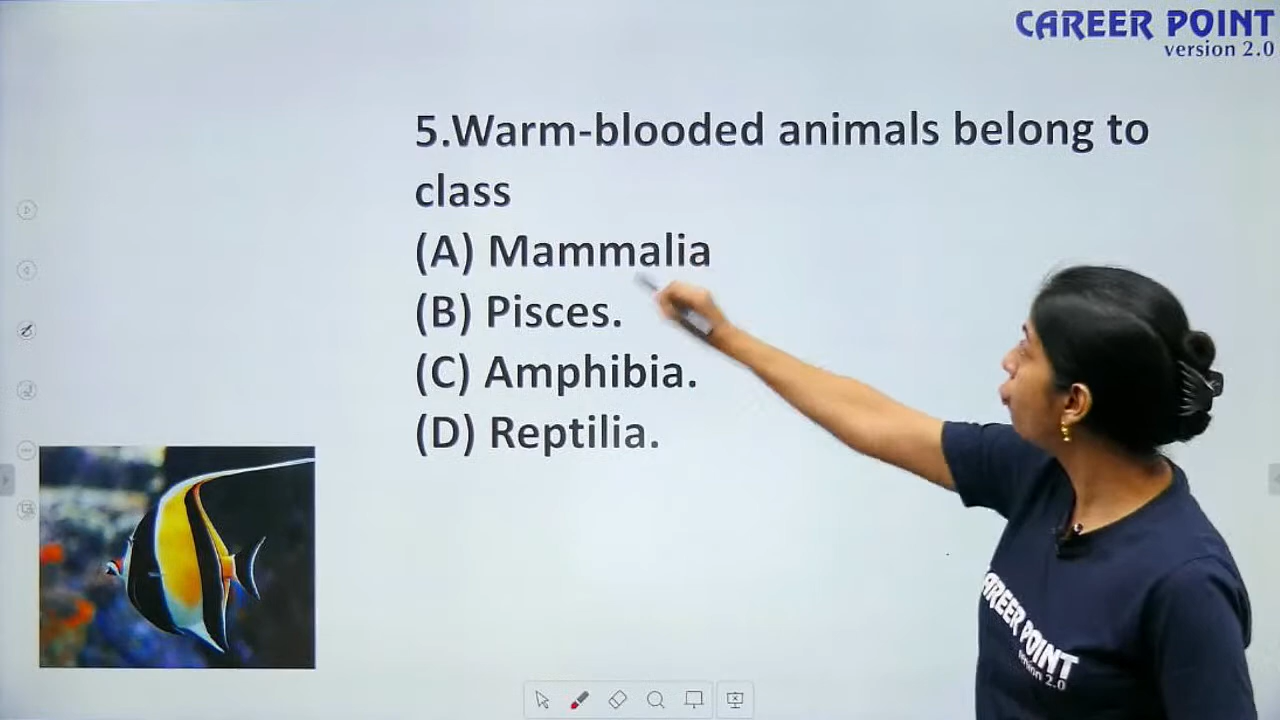 CAREER POINT
version 2.0
5.Warm-blooded animals belong to
class
(A) Mammalia
(B) Pisces.
(C) Amphibia.
(D) Reptilia.
CAREER POINT
version 2.0